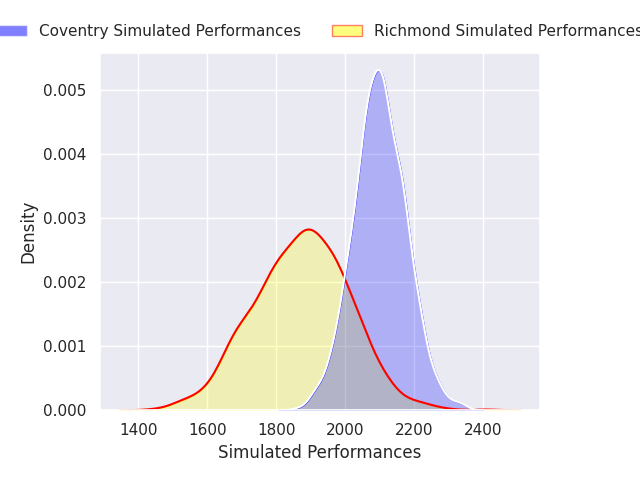 Coventry Simulated Performances
Richmond Simulated Performances
0.005
0.004
0.003
0.002
0.001
0.000
Density
1400 1600 1800 2000 2200 2400
Simulated Performances